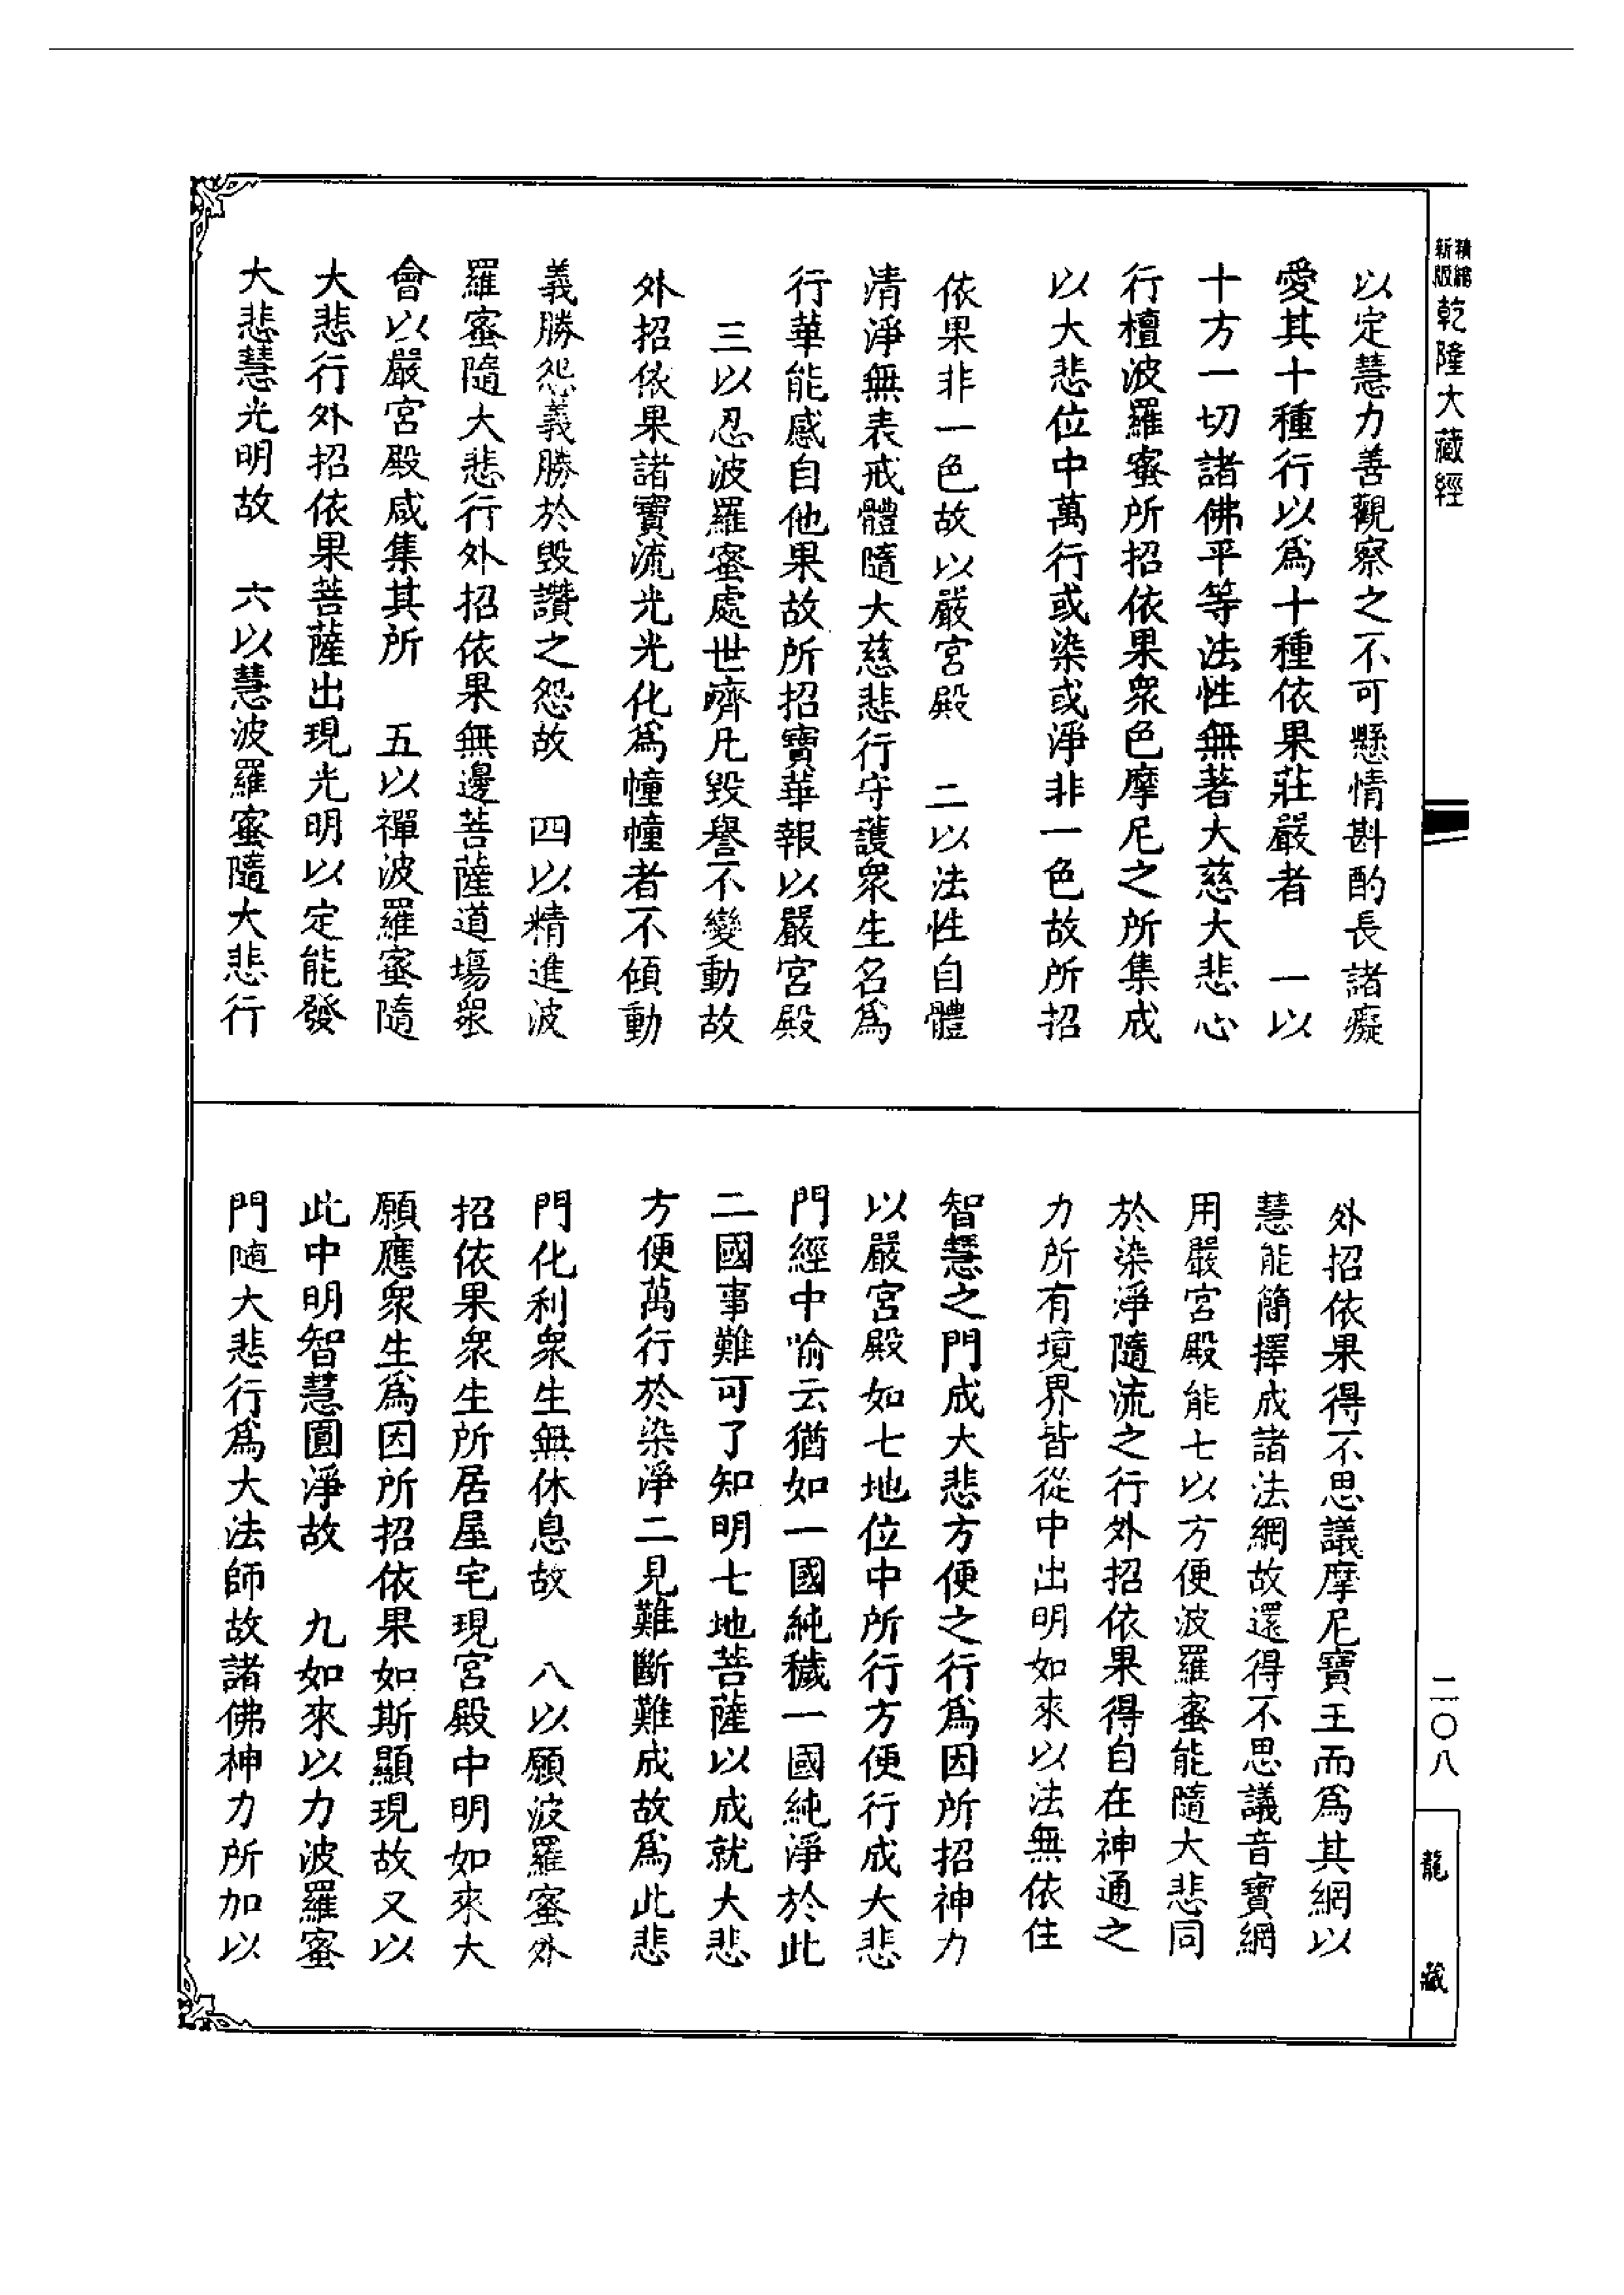 精縮新版乾隆大藏經
以定慧力善觀察之不可懸情斟酌長諸癡
愛其十種行以爲十種依果莊嚴者　一以
十方一切諸佛平等法性無著大慈大悲心
行檀波羅蜜所招依果衆色摩尼之所集成
以大悲位中萬行或染或淨非一色故所招
依果非一色故以嚴宮殿　二以法性自體
清淨無表戒體隨大慈悲行守護衆生名爲
行華能感自他果故所招寶華報以嚴宮殿
三以忍波羅蜜處世嚌凡毀譽不變動故
外招依果諸寶流光光化爲幢幢者不傾動
義勝怨義勝於毀讚之怨故　四以精進波
羅蜜隨大悲行外招依果無邊菩薩道場衆
會以嚴宮殿咸集其所　五以禪波羅蜜隨
大悲行外招依果菩薩出現光明以定能發
大悲慧光明故　六以慧波羅蜜隨大悲行
外招依果得不思議摩尼寶王而爲其網以
慧能簡擇成諸法網故還得不思議音寶網
用嚴宮殿能七以方便波羅蜜能隨大悲同
於染淨隨流之行外招依果得自在神通之
力所有境界皆從中出明如來以法無依住
智慧之門成大悲方便之行爲因所招神力
以嚴宮殿如七地位中所行方便行成大悲
門經中喻云猶如一國純穢一國純淨於此
二國事難可了知明七地菩薩以成就大悲
方便萬行於染淨二見難斷難成故爲此悲
門化利衆生無休息故　八以願波羅蜜外
招依果衆生所居屋宅現宮殿中明如來大
願應衆生爲因所招依果如斯顯現故又以
此中明智慧圓淨故　九如來以力波羅蜜
門隨大悲行爲大法師故諸佛神力所加以
二〇八
龍藏